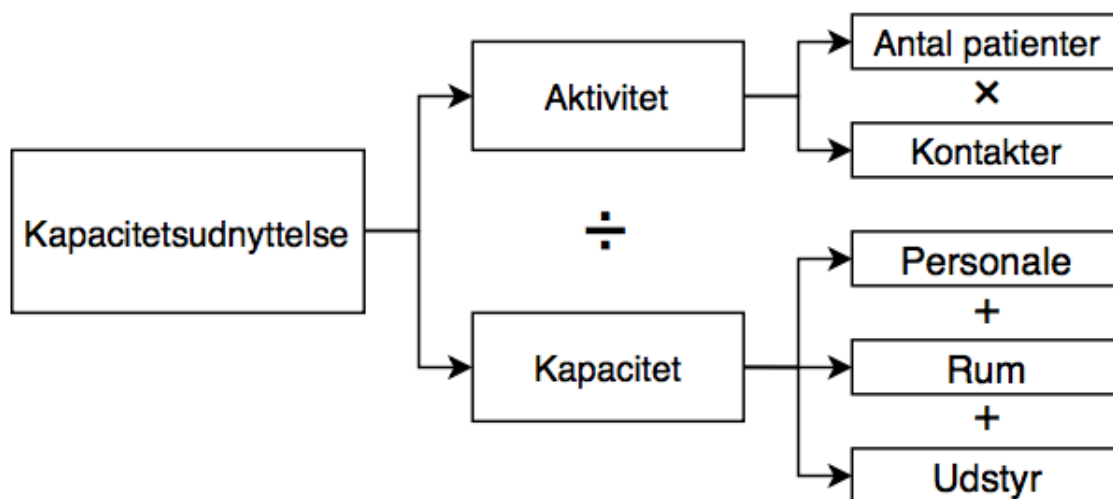 Kapacitetsudnyttelse
Aktivitet
÷
Kapacitet
Antal patienter
×
Kontakter
Personale
+
Rum
+
Udstyr